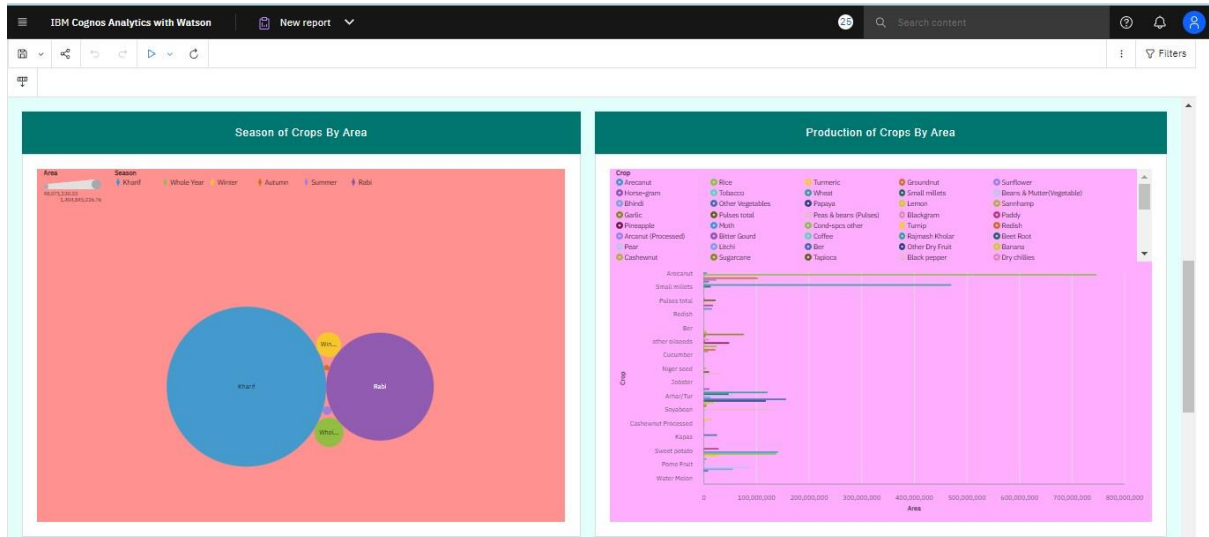 IBM Cognos Analytics with Watson
New report
25
Search content
Filters
Season of Crops By Area
Area
Season
Kharif Whole Year Winter Autumn Summer Rabi
Kharif
Win...
Rabi
Whol...
Production of Crops By Area
Crop
Arecanut Rice Turmeric Groundnut Sunflower
Horse-gram Tobacco Wheat Small millets Beans & Mutter(Vegetable)
Bhindi Other Vegetables Papaya Lemon Sannhamp
Garlic Pulses total Peas & beans (Pulses) Blackgram Paddy
Pineapple Moth Cond-spcs other Turnip Redish
Arcanut (Processed) Bitter Gourd Coffee Rajmash Kholar Beet Root
Pear Litchi Ber Other Dry Fruit Banana
Cashewnut Sugarcane Tapioca Black pepper Dry chillies
Crop
Arecanut
Small millets
Pulses total
Redish
Ber
other oilseeds
Cucumber
Niger seed
Jobster
Arhar/Tur
Soyabean
Cashewnut Processed
Kapas
Sweet potato
Pome Fruit
Water Melon
0 100,000,000 200,000,000 300,000,000 400,000,000 500,000,000 600,000,000 700,000,000 800,000,000
Area